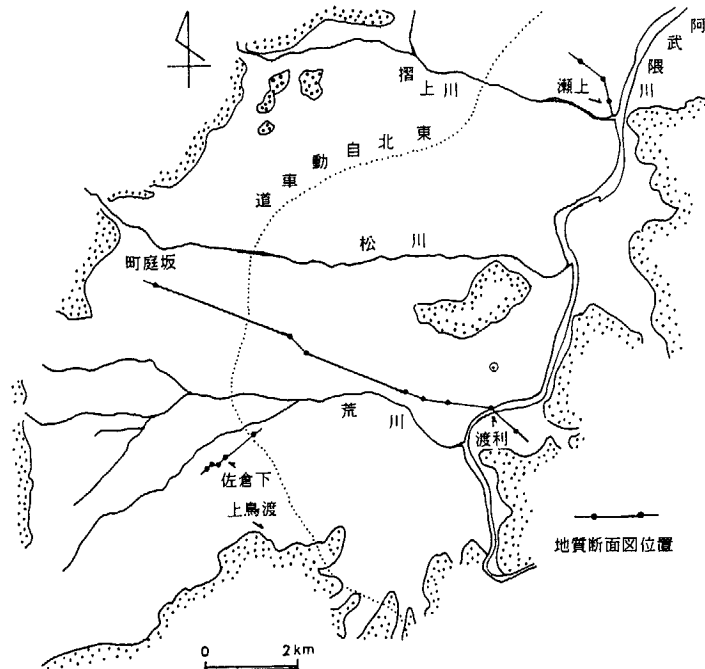 阿武隈川
摺上川
瀬上
東北自動車道
松川
町庭坂
荒川
渡利
佐倉下
上鳥渡
地質断面図位置
0 2km